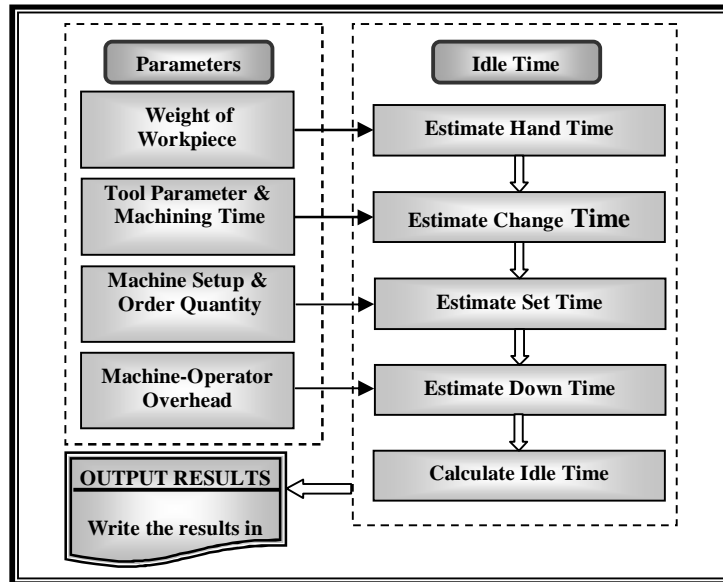 Parameters
Weight of
Workpiece
Tool Parameter &
Machining Time
Machine Setup &
Order Quantity
Machine-Operator
Overhead
OUTPUT RESULTS
Write the results in
Idle Time
Estimate Hand Time
Estimate Change Time
Estimate Set Time
Estimate Down Time
Calculate Idle Time